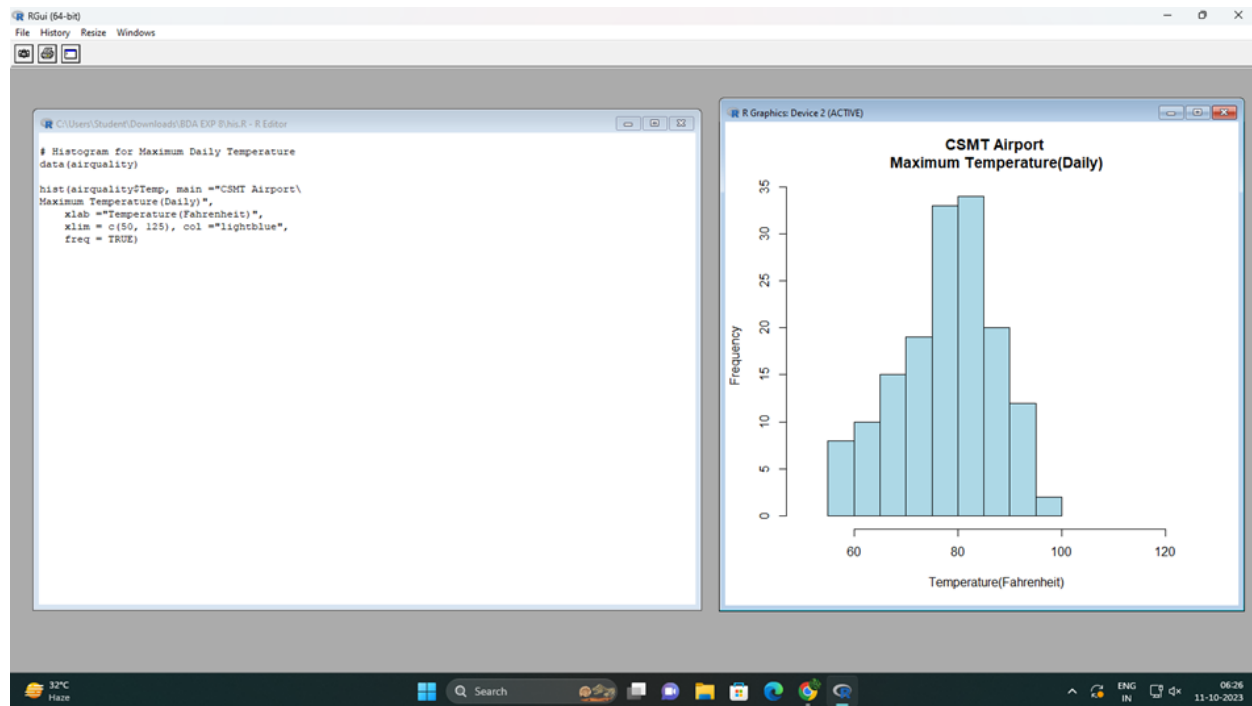 RGui (64-bit)
File History Resize Windows
C:\Users\Student\Downloads\BDA EXP 8\his.R - R Editor
# Histogram for Maximum Daily Temperature
data(airquality)
hist(airquality$Temp, main ="CSMT Airport\
Maximum Temperature(Daily)",
xlab ="Temperature(Fahrenheit)",
xlim = c(50, 125), col ="lightblue",
freq = TRUE)
R Graphics: Device 2 (ACTIVE)
CSMT Airport
Maximum Temperature(Daily)
Frequency
35
30
25
20
15
10
5
0
60 80 100 120
Temperature(Fahrenheit)
32°C
Haze
Search
ENG
IN
06:26
11-10-2023